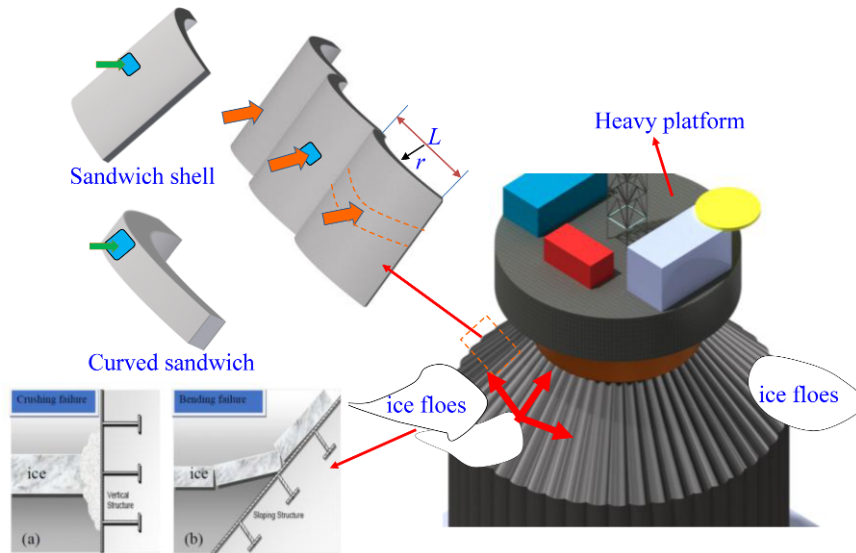 Sandwich shell
L
r
Heavy platform
Curved sandwich
Crushing failure
Bending failure
ice floes
ice floes
ice
ice
Vertical
Structure
Sloping Structure
(a)
(b)